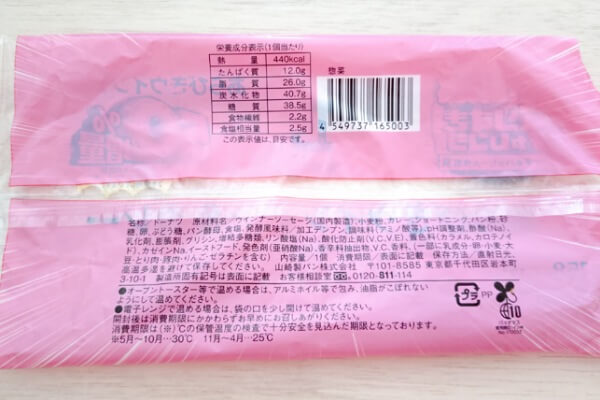 栄養成分表示(1個当たり)
熱量 440kcal
たんぱく質 12.0g
脂質 26.0g
炭水化物 40.7g
糖質 38.5g
食物繊維 2.2g
食塩相当量 2.5g
この表示値は、目安です。
惣菜
4 549737 165003
名称/ドーナツ 原材料名/ウインナーソーセージ(国内製造)、小麦粉、カレー、ショートニング、パン粉、砂
糖、卵、ぶどう糖、パン酵母、食塩、発酵風味料/加工デンプン、調味料(アミノ酸等)、pH調整剤、酢酸(Na)、
乳化剤、膨脹剤、グリシン、増粘多糖類、リン酸塩(Na)、酸化防止剤(V.C、V.E)、着色料(カラメル、カロテノイ
ド)、カゼインNa、イーストフード、発色剤(亜硝酸Na)、香辛料抽出物、V.C、香料、(一部に乳成分・卵・小麦・大
豆・とり肉・豚肉・りんご・ゼラチンを含む) 内容量/1個 消費期限/表面に記載 保存方法/直射日光、
高温多湿を避けて保存してください。 山崎製パン株式会社 〒101-8585 東京都千代田区岩本町
3-10-1 製造所固有記号は表面に記載 お客様相談室 0120-811-114
●オーブントースター等で温める場合は、アルミホイル等で包み、油脂がこぼれない
ようにして温めてください。
●電子レンジで温める場合は、袋の口を少し開けて温めてください。
開封後は消費期限にかかわらずお早めにお召しあがりください。
消費期限は(※)℃の保管温度の検査で十分安全を見込んだ期限となっております。
※5月～10月…30℃ 11月～4月…25℃
プラ PP
10